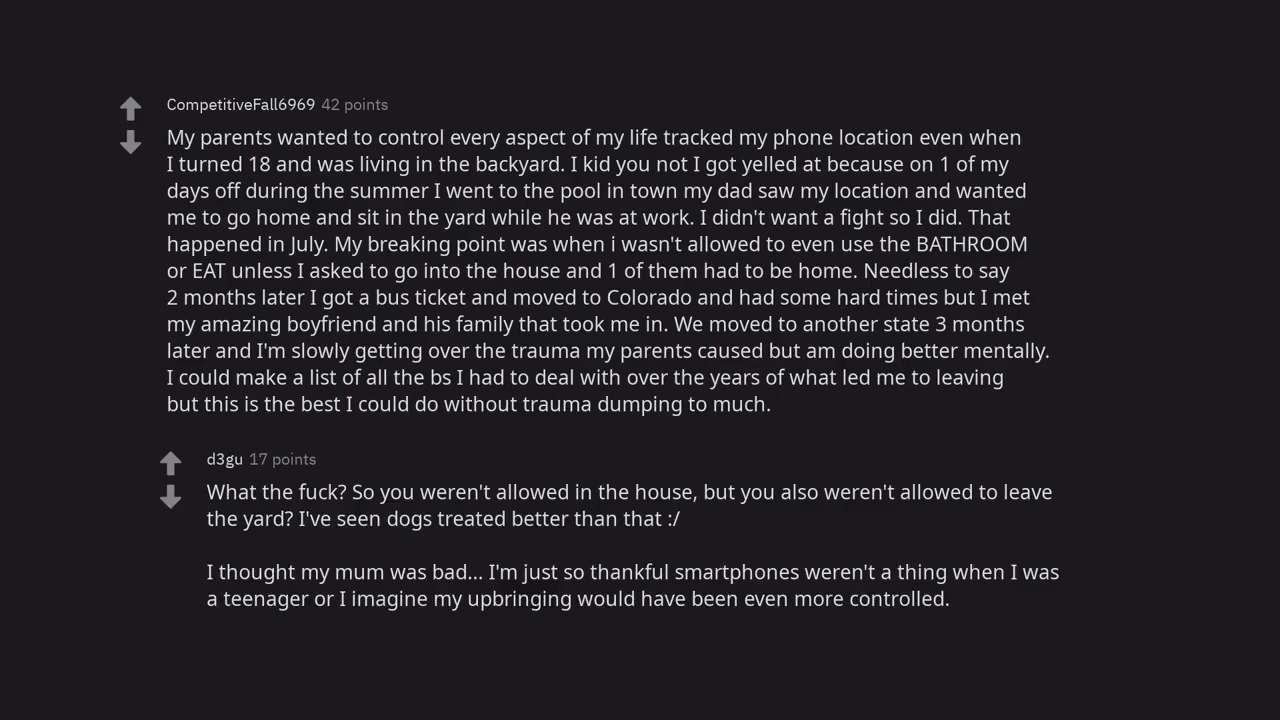 CompetitiveFall6969 42 points
My parents wanted to control every aspect of my life tracked my phone location even when
I turned 18 and was living in the backyard. I kid you not I got yelled at because on 1 of my
days off during the summer I went to the pool in town my dad saw my location and wanted
me to go home and sit in the yard while he was at work. I didn't want a fight so I did. That
happened in July. My breaking point was when i wasn't allowed to even use the BATHROOM
or EAT unless I asked to go into the house and 1 of them had to be home. Needless to say
2 months later I got a bus ticket and moved to Colorado and had some hard times but I met
my amazing boyfriend and his family that took me in. We moved to another state 3 months
later and I'm slowly getting over the trauma my parents caused but am doing better mentally.
I could make a list of all the bs I had to deal with over the years of what led me to leaving
but this is the best I could do without trauma dumping to much.
d3gu 17 points
What the fuck? So you weren't allowed in the house, but you also weren't allowed to leave
the yard? I've seen dogs treated better than that :/
I thought my mum was bad... I'm just so thankful smartphones weren't a thing when I was
a teenager or I imagine my upbringing would have been even more controlled.